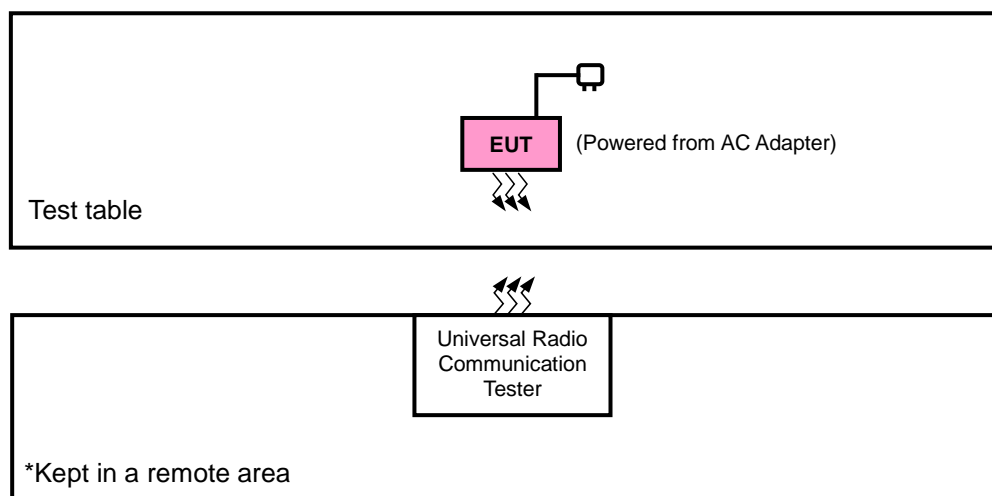 EUT
(Powered from AC Adapter)
Test table
Universal Radio
Communication
Tester
*Kept in a remote area